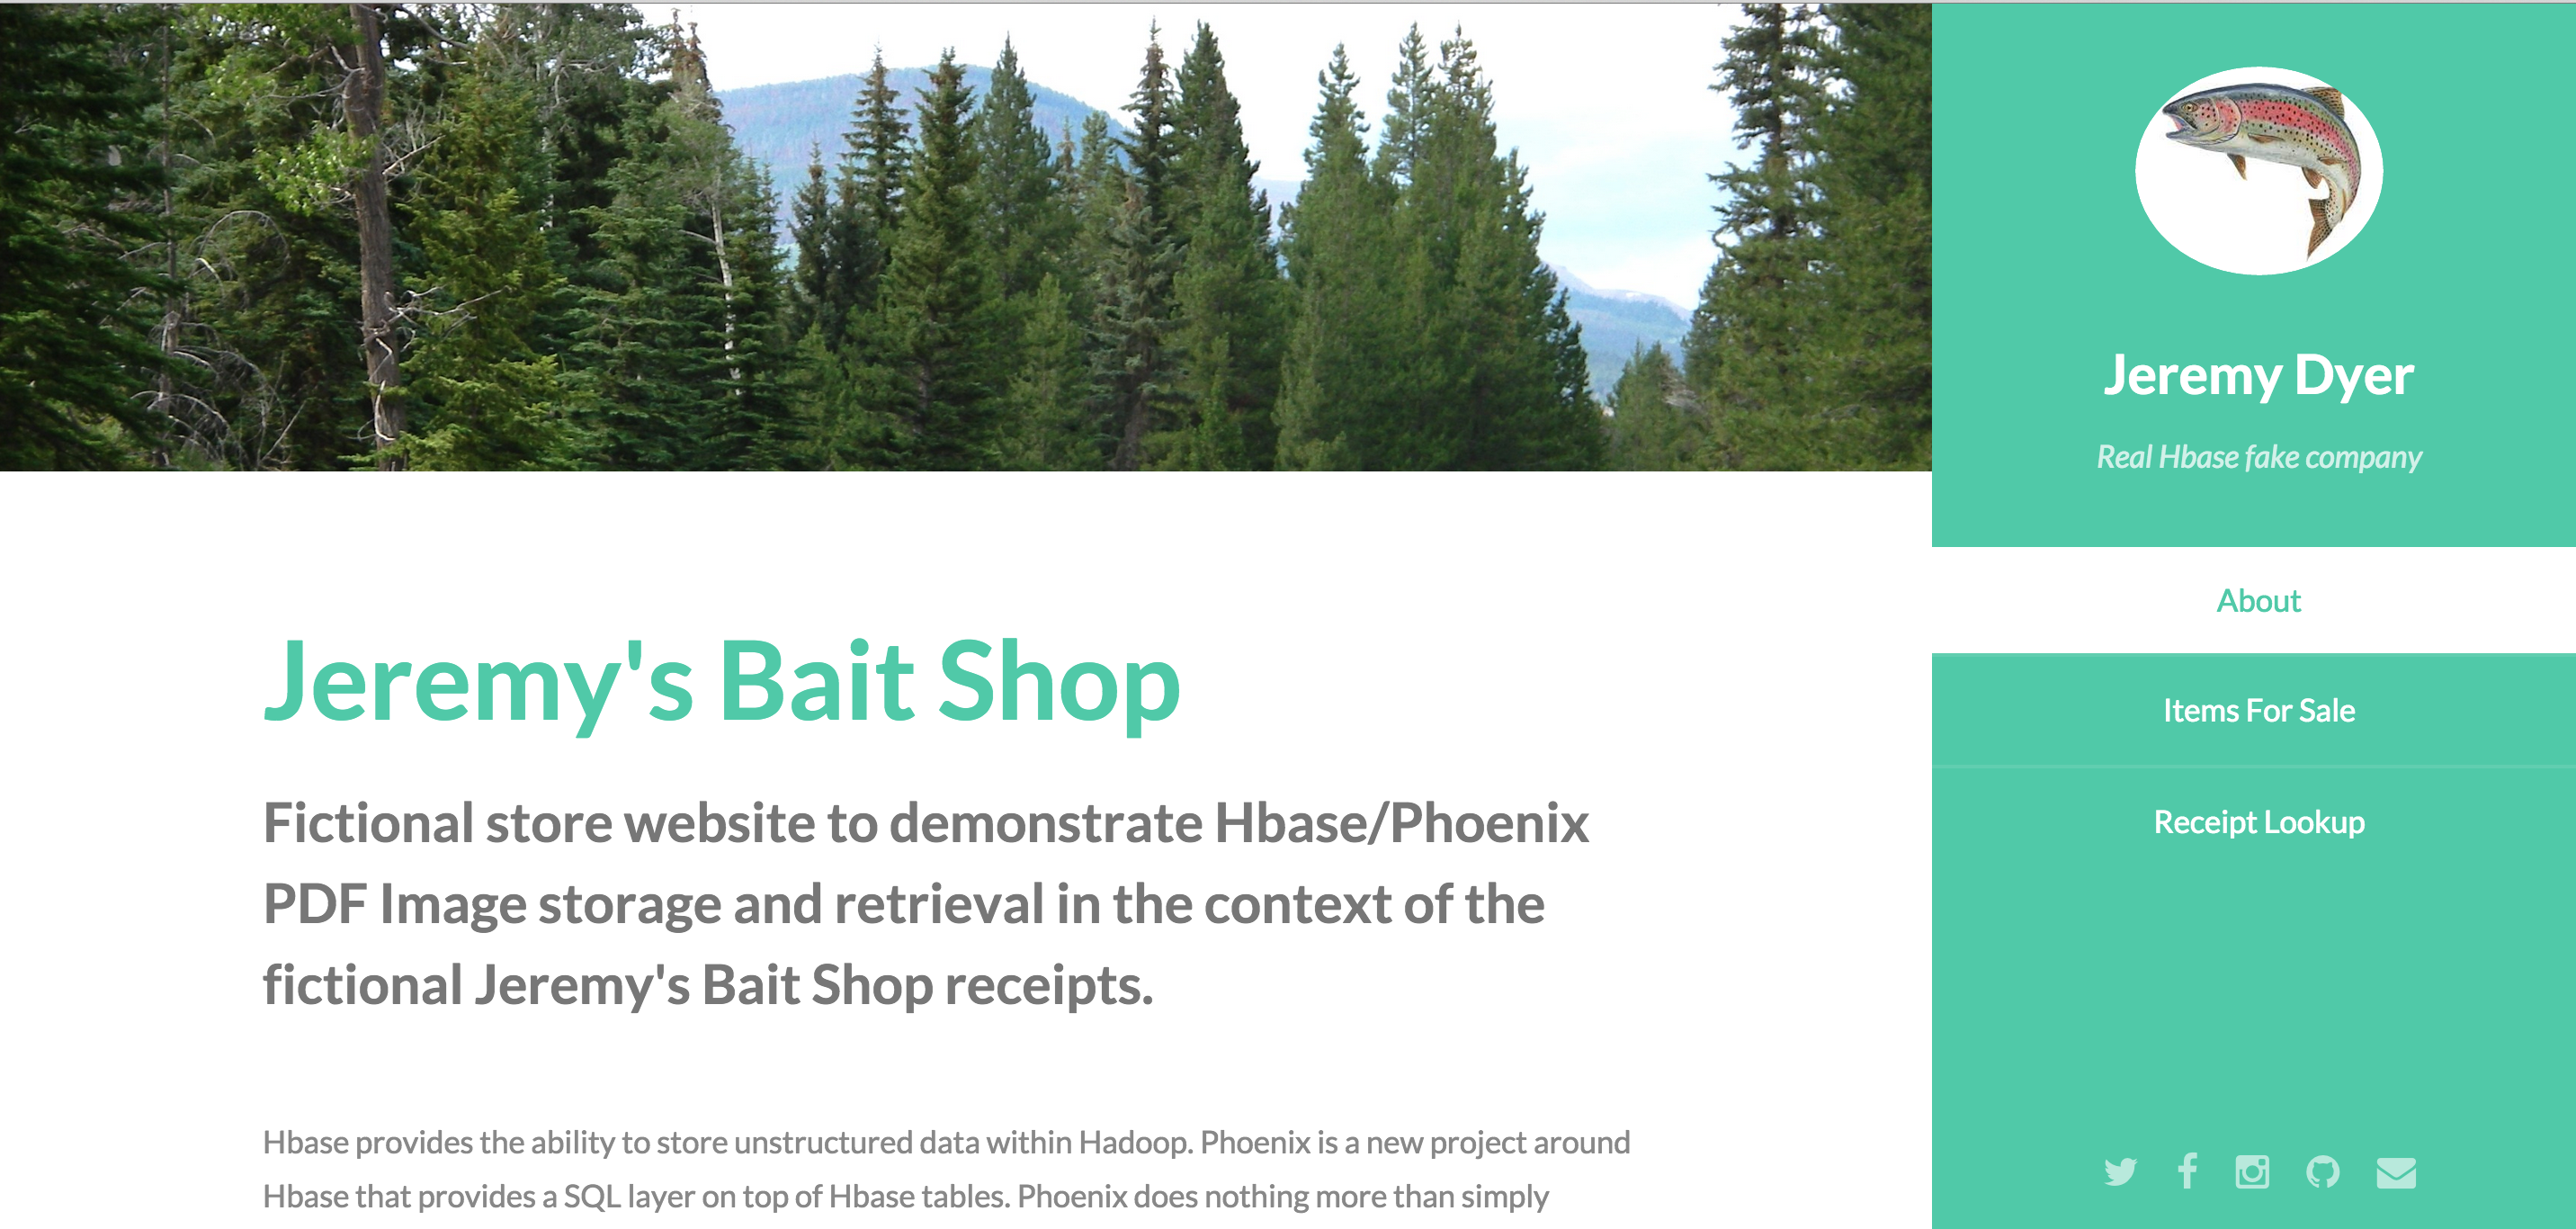 Jeremy Dyer
Real Hbase fake company
About
Items For Sale
Receipt Lookup
Jeremy's Bait Shop
Fictional store website to demonstrate Hbase/Phoenix
PDF Image storage and retrieval in the context of the
fictional Jeremy's Bait Shop receipts.
Hbase provides the ability to store unstructured data within Hadoop. Phoenix is a new project around
Hbase that provides a SQL layer on top of Hbase tables. Phoenix does nothing more than simply